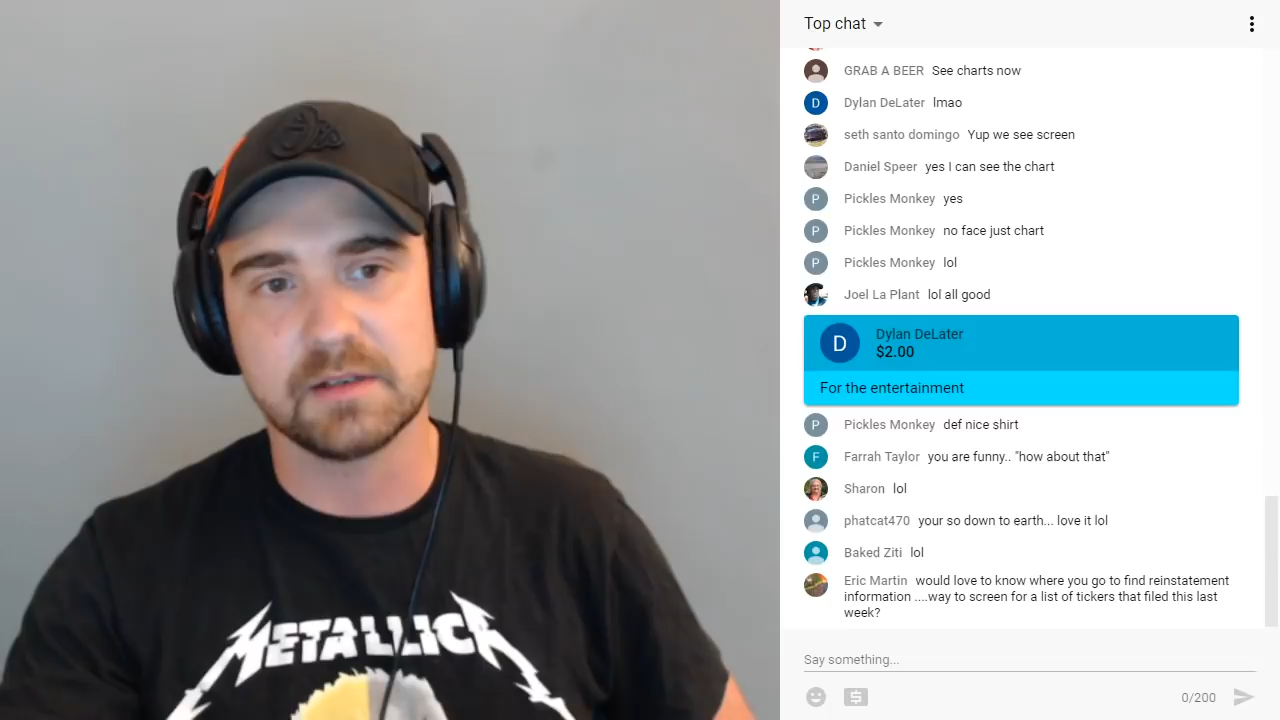 Top chat
GRAB A BEER See charts now
D Dylan DeLater lmao
seth santo domingo Yup we see screen
Daniel Speer yes I can see the chart
P Pickles Monkey yes
P Pickles Monkey no face just chart
P Pickles Monkey lol
Joel La Plant lol all good
D Dylan DeLater
$2.00
For the entertainment
P Pickles Monkey def nice shirt
F Farrah Taylor you are funny.. "how about that"
Sharon lol
phatcat470 your so down to earth... love it lol
Baked Ziti lol
Eric Martin would love to know where you go to find reinstatement
information ....way to screen for a list of tickers that filed this last
week?
Say something...
0/200
METALLICA